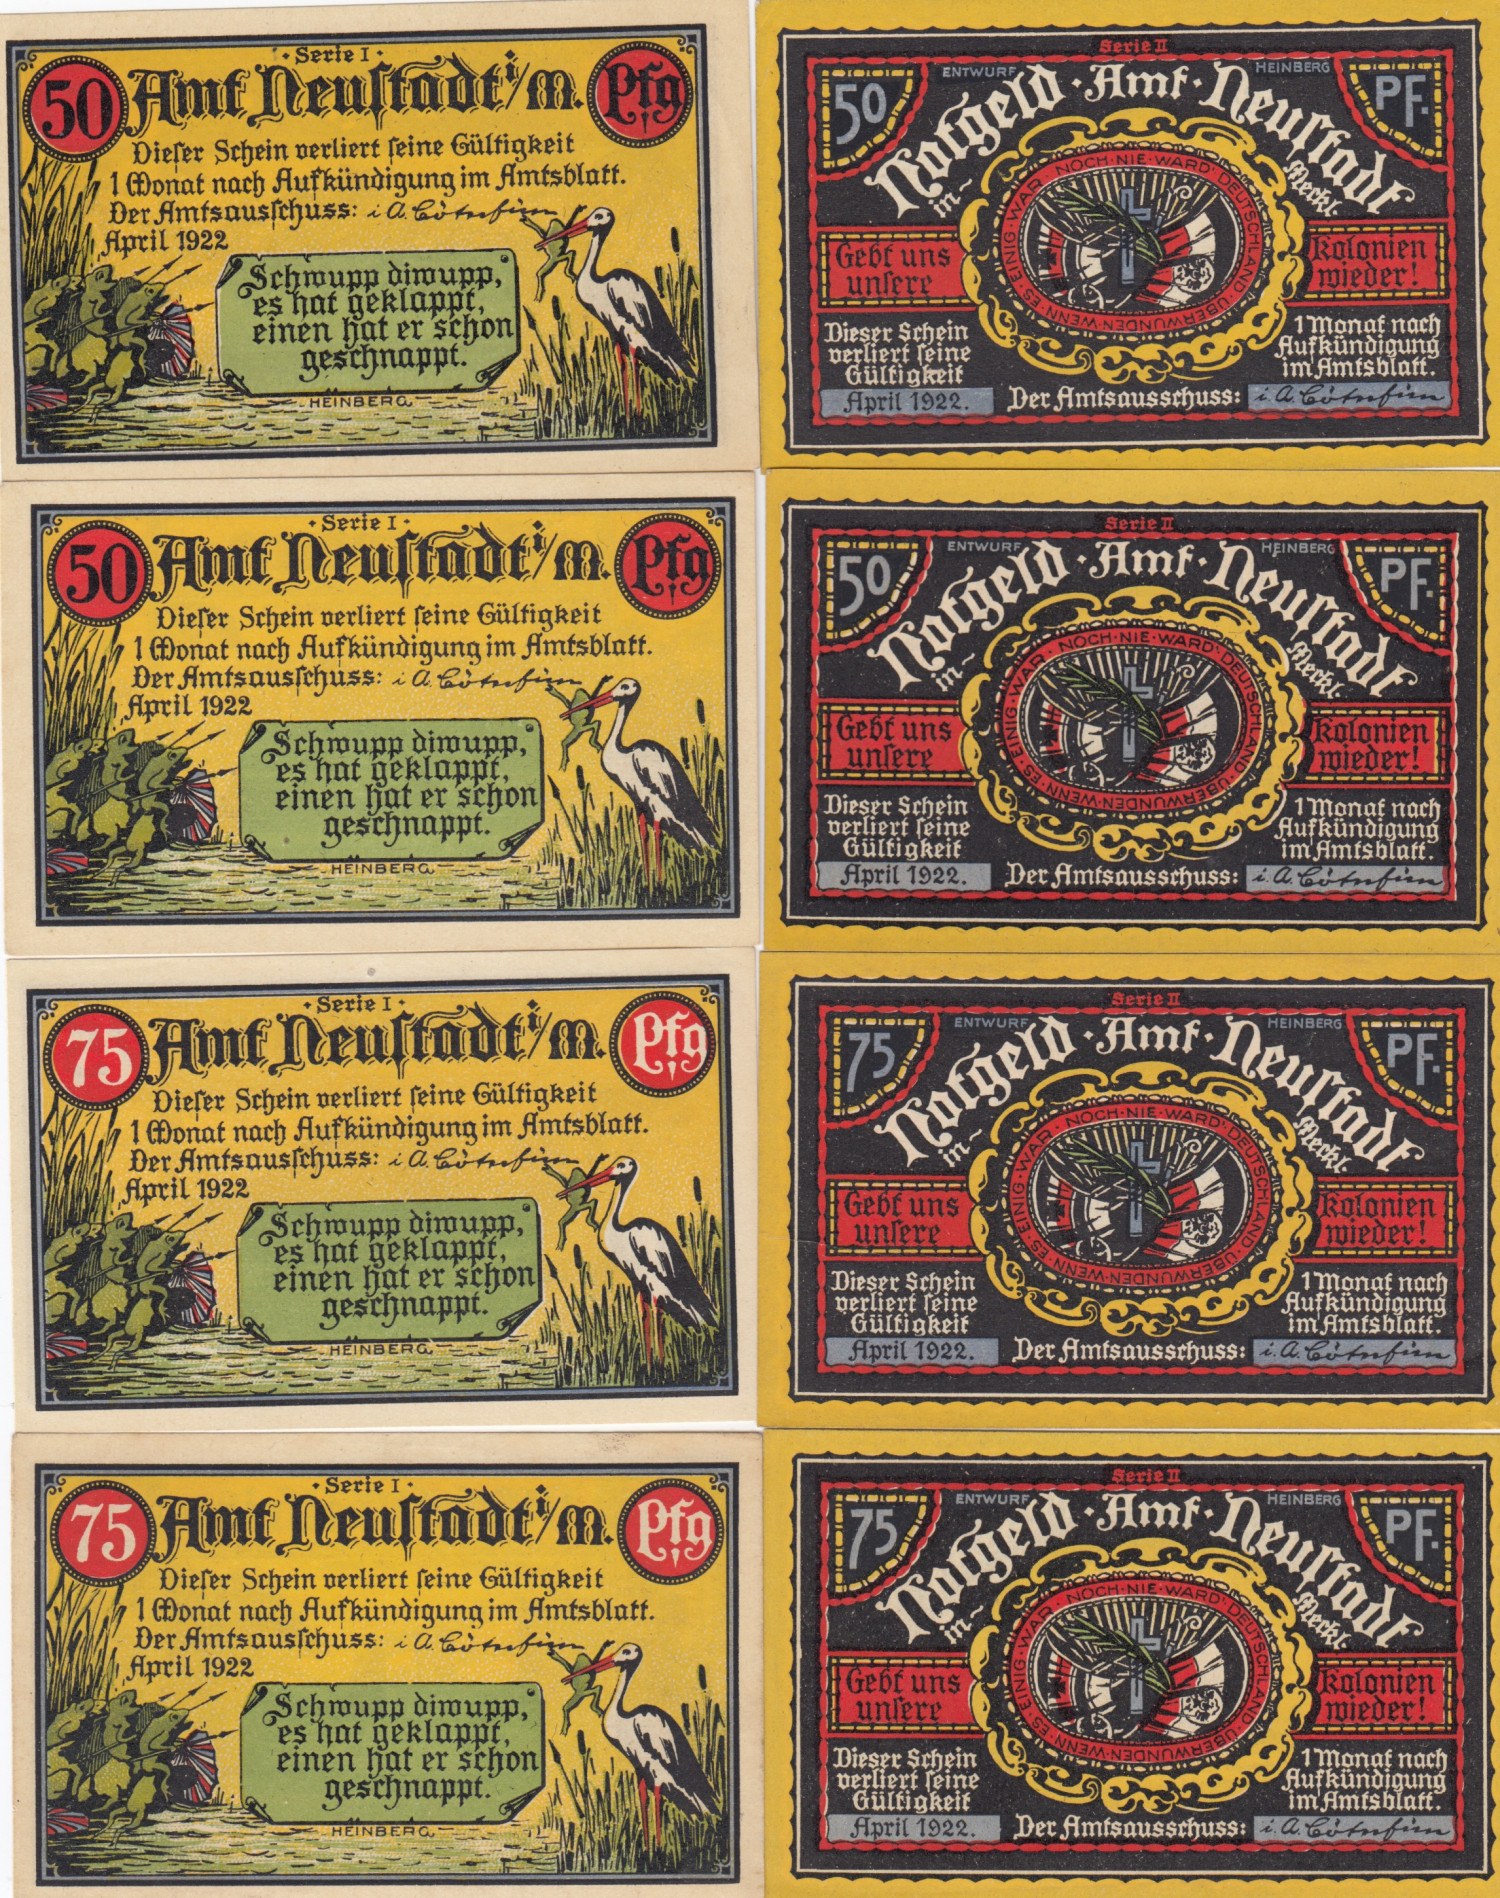 · Serie I ·
50 Amt Neustadt i/M. Pfg
Dieser Schein verliert seine Gültigkeit
1 Monat nach Aufkündigung im Amtsblatt.
Der Amtsausschuss: i. A.
April 1922
Schwupp diwupp,
es hat geklappt,
einen hat er schon
geschnappt.
HEINBERG
Serie II
ENTWURF HEINBERG
50 PF.
Notgeld · Amt · Neustadt
in Meckl.
NOCH · NIE · WARD · DEUTSCHLAND · ÜBERWUNDEN · WENN · ES · EINIG · WAR ·
Gebt uns
unsere
Kolonien
wieder!
Dieser Schein
verliert seine
Gültigkeit
1 Monat nach
Aufkündigung
im Amtsblatt.
April 1922. Der Amtsausschuss: i. A.
· Serie I ·
50 Amt Neustadt i/M. Pfg
Dieser Schein verliert seine Gültigkeit
1 Monat nach Aufkündigung im Amtsblatt.
Der Amtsausschuss: i. A.
April 1922
Schwupp diwupp,
es hat geklappt,
einen hat er schon
geschnappt.
HEINBERG
Serie II
ENTWURF HEINBERG
50 PF.
Notgeld · Amt · Neustadt
in Meckl.
NOCH · NIE · WARD · DEUTSCHLAND · ÜBERWUNDEN · WENN · ES · EINIG · WAR ·
Gebt uns
unsere
Kolonien
wieder!
Dieser Schein
verliert seine
Gültigkeit
1 Monat nach
Aufkündigung
im Amtsblatt.
April 1922. Der Amtsausschuss: i. A.
· Serie I ·
75 Amt Neustadt i/M. Pfg
Dieser Schein verliert seine Gültigkeit
1 Monat nach Aufkündigung im Amtsblatt.
Der Amtsausschuss: i. A.
April 1922
Schwupp diwupp,
es hat geklappt,
einen hat er schon
geschnappt.
HEINBERG
Serie II
ENTWURF HEINBERG
75 PF.
Notgeld · Amt · Neustadt
in Meckl.
NOCH · NIE · WARD · DEUTSCHLAND · ÜBERWUNDEN · WENN · ES · EINIG · WAR ·
Gebt uns
unsere
Kolonien
wieder!
Dieser Schein
verliert seine
Gültigkeit
1 Monat nach
Aufkündigung
im Amtsblatt.
April 1922. Der Amtsausschuss: i. A.
· Serie I ·
75 Amt Neustadt i/M. Pfg
Dieser Schein verliert seine Gültigkeit
1 Monat nach Aufkündigung im Amtsblatt.
Der Amtsausschuss: i. A.
April 1922
Schwupp diwupp,
es hat geklappt,
einen hat er schon
geschnappt.
HEINBERG
Serie II
ENTWURF HEINBERG
75 PF.
Notgeld · Amt · Neustadt
in Meckl.
NOCH · NIE · WARD · DEUTSCHLAND · ÜBERWUNDEN · WENN · ES · EINIG · WAR ·
Gebt uns
unsere
Kolonien
wieder!
Dieser Schein
verliert seine
Gültigkeit
1 Monat nach
Aufkündigung
im Amtsblatt.
April 1922. Der Amtsausschuss: i. A.